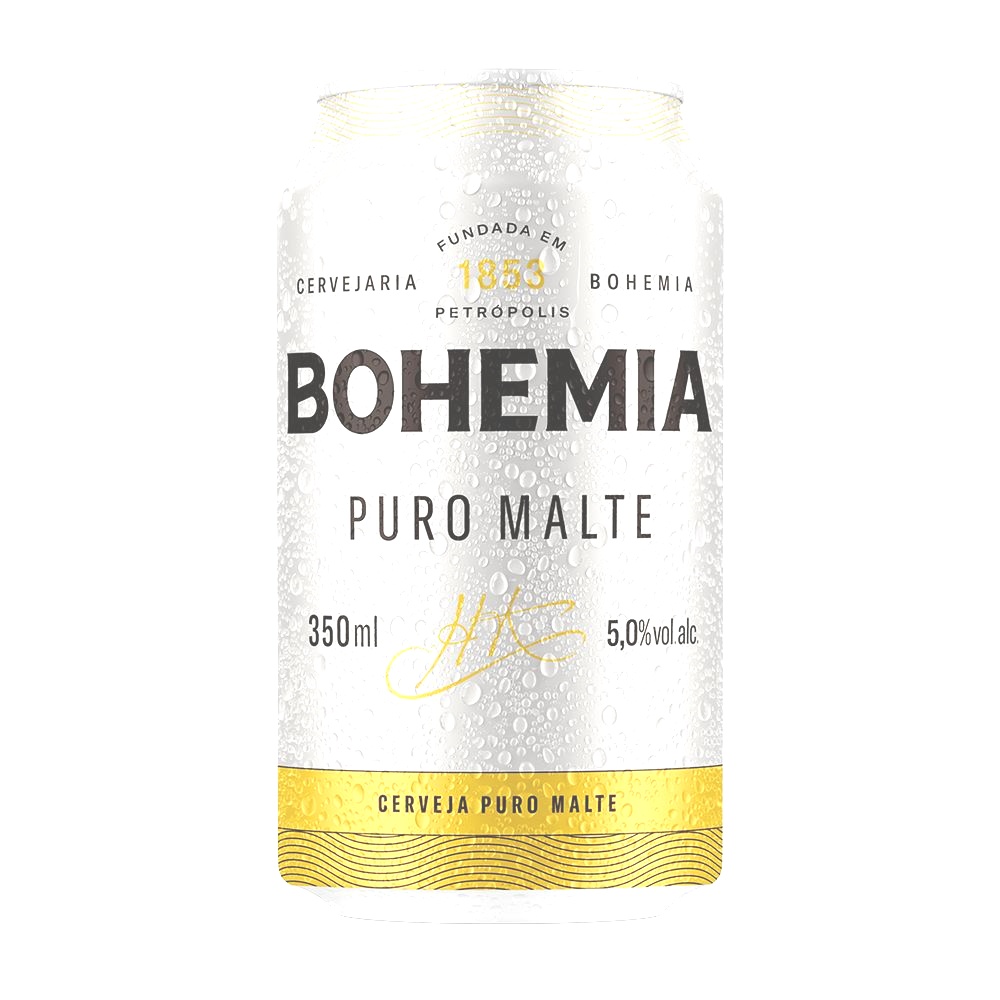 FUNDADA EM
CERVEJARIA 1853 BOHEMIA
PETRÓPOLIS
BOHEMIA
PURO MALTE
350ml 5,0%vol.alc.
CERVEJA PURO MALTE